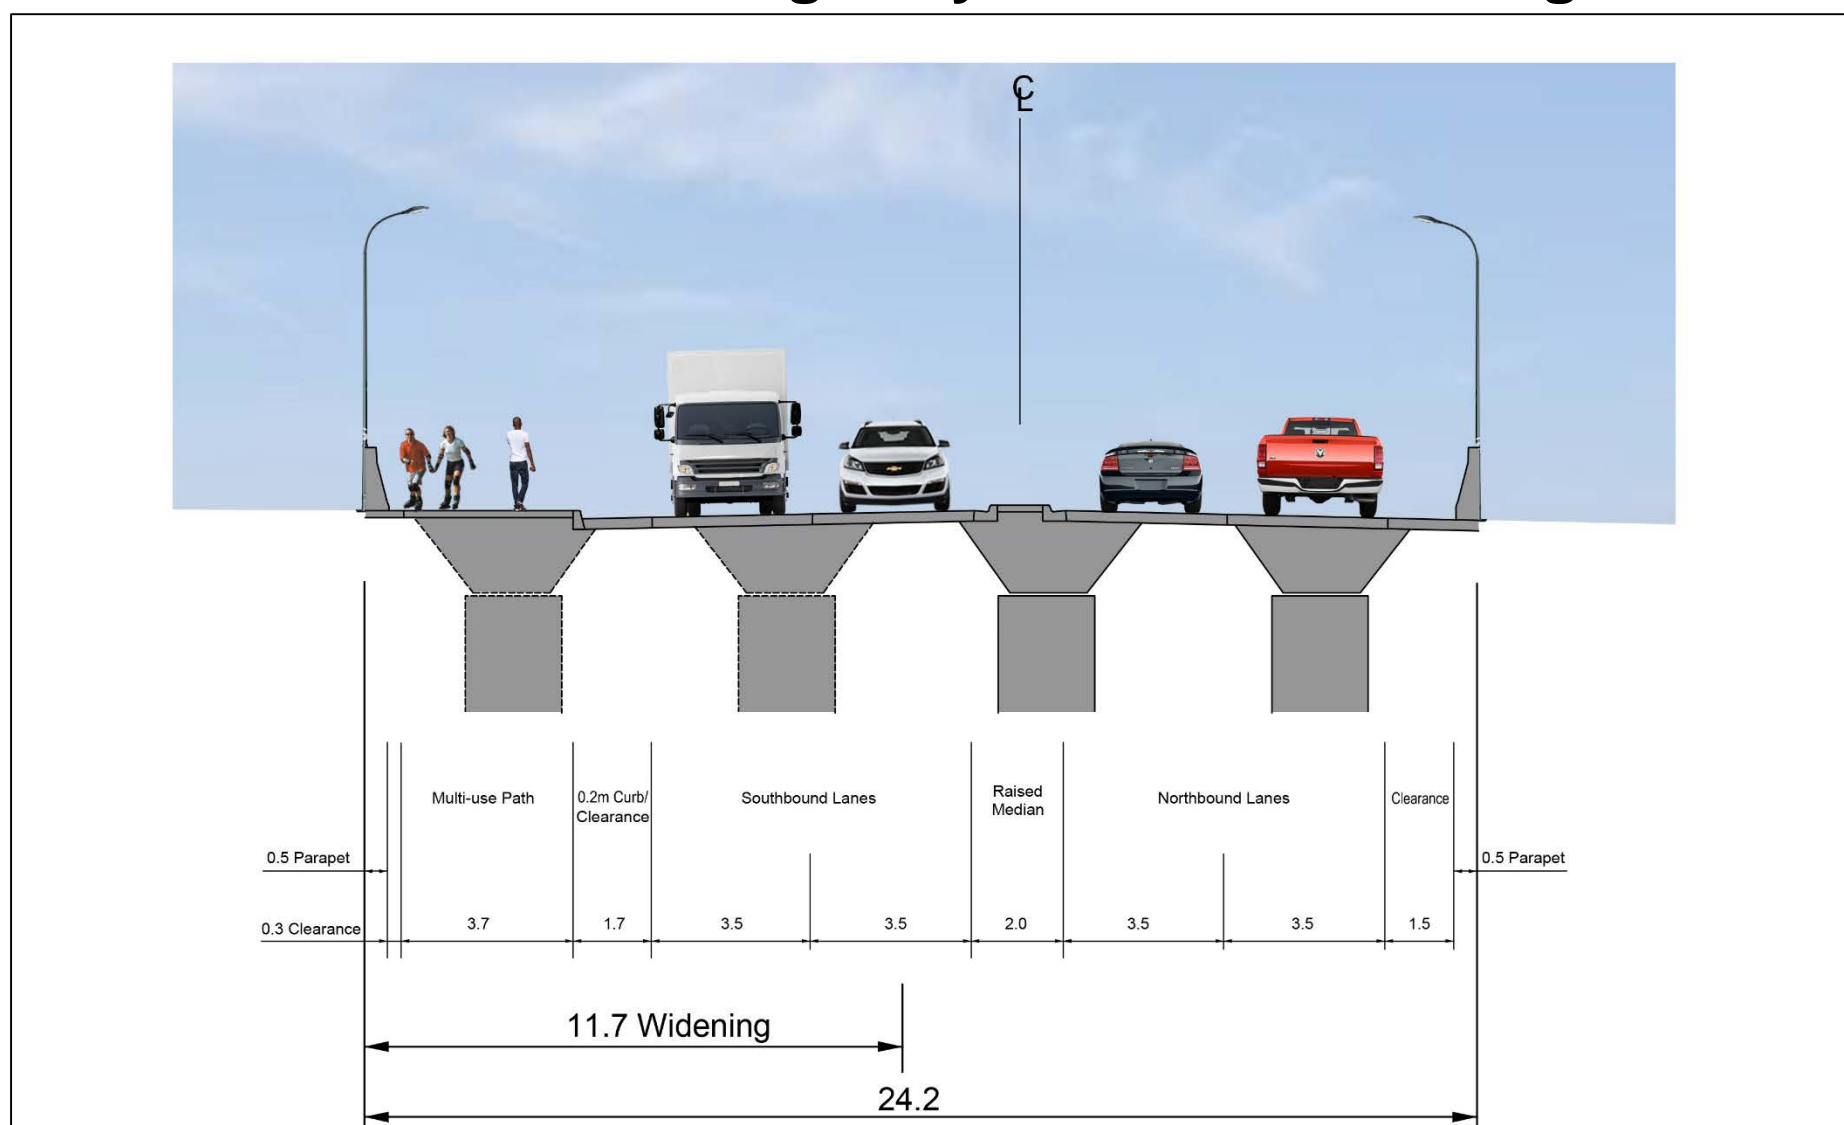 ℄
Multi-use Path
0.2m Curb/
Clearance
Southbound Lanes
Raised
Median
Northbound Lanes
Clearance
0.5 Parapet
0.5 Parapet
0.3 Clearance
3.7
1.7
3.5
3.5
2.0
3.5
3.5
1.5
11.7 Widening
24.2